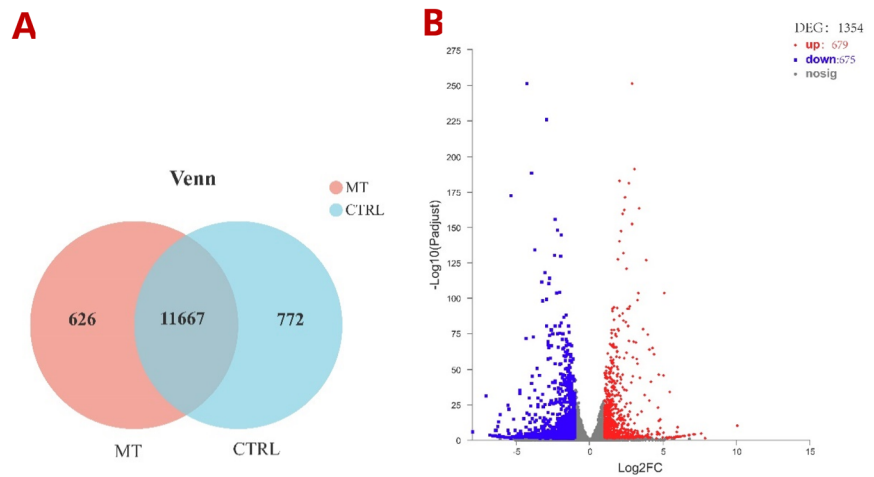 A
Venn
MT
CTRL
626
11667
772
MT
CTRL
B
DEG: 1354
up: 679
down:675
nosig
275
250
225
200
175
150
125
100
75
50
25
0
-Log10(Padjust)
-5
0
5
10
15
Log2FC